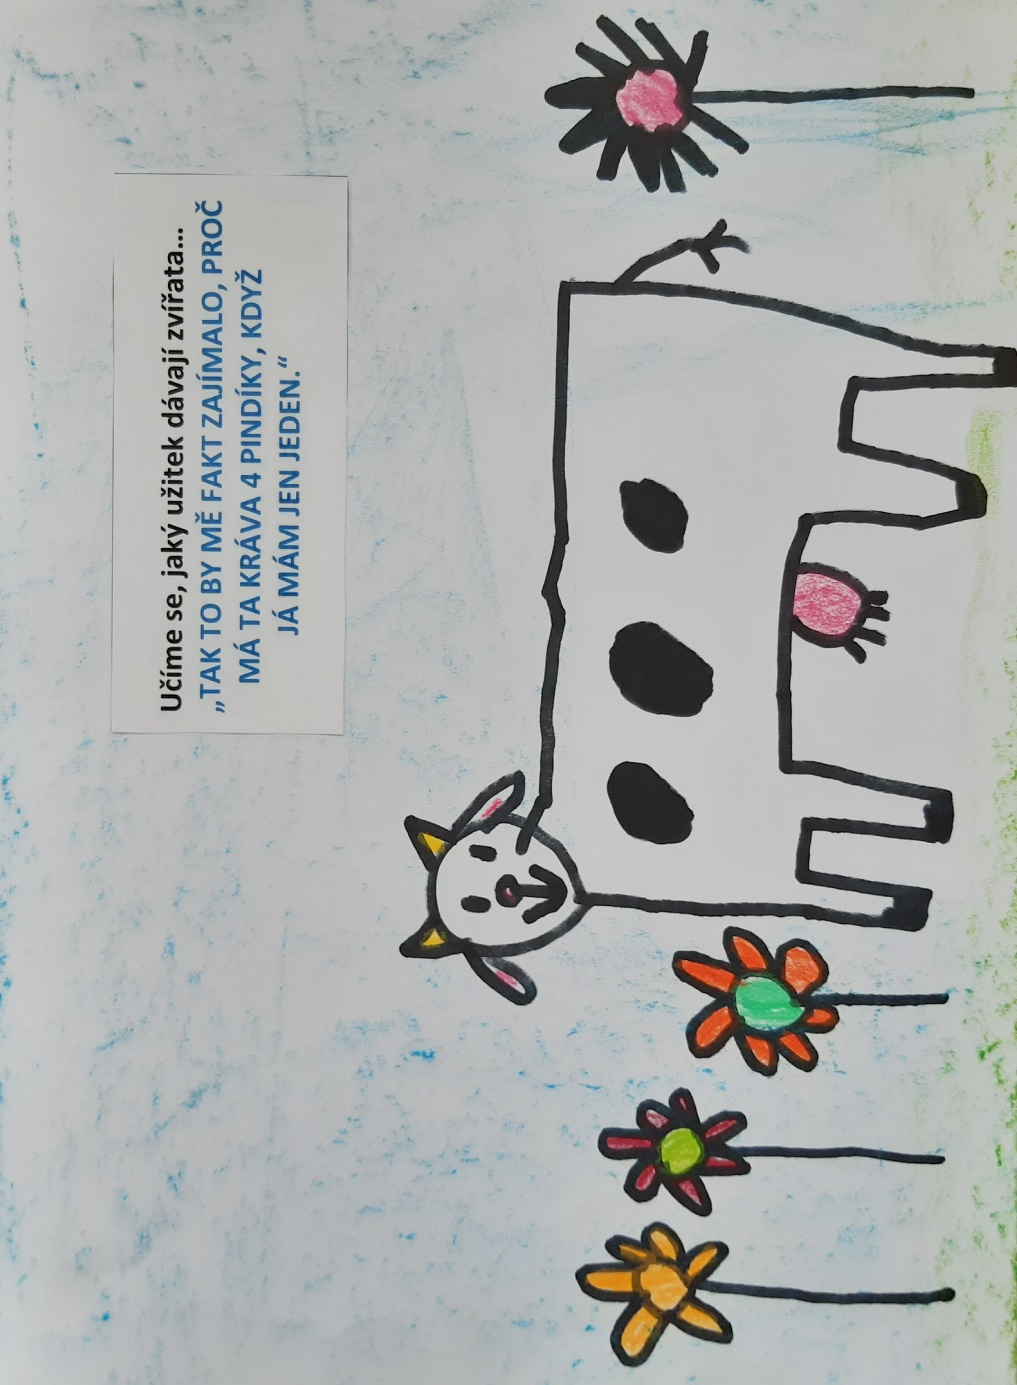 Učíme se, jaký užitek dávají zvířata...
„TAK TO BY MĚ FAKT ZAJÍMALO, PROČ
MÁ TA KRÁVA 4 PINDÍKY, KDYŽ
JÁ MÁM JEN JEDEN.“